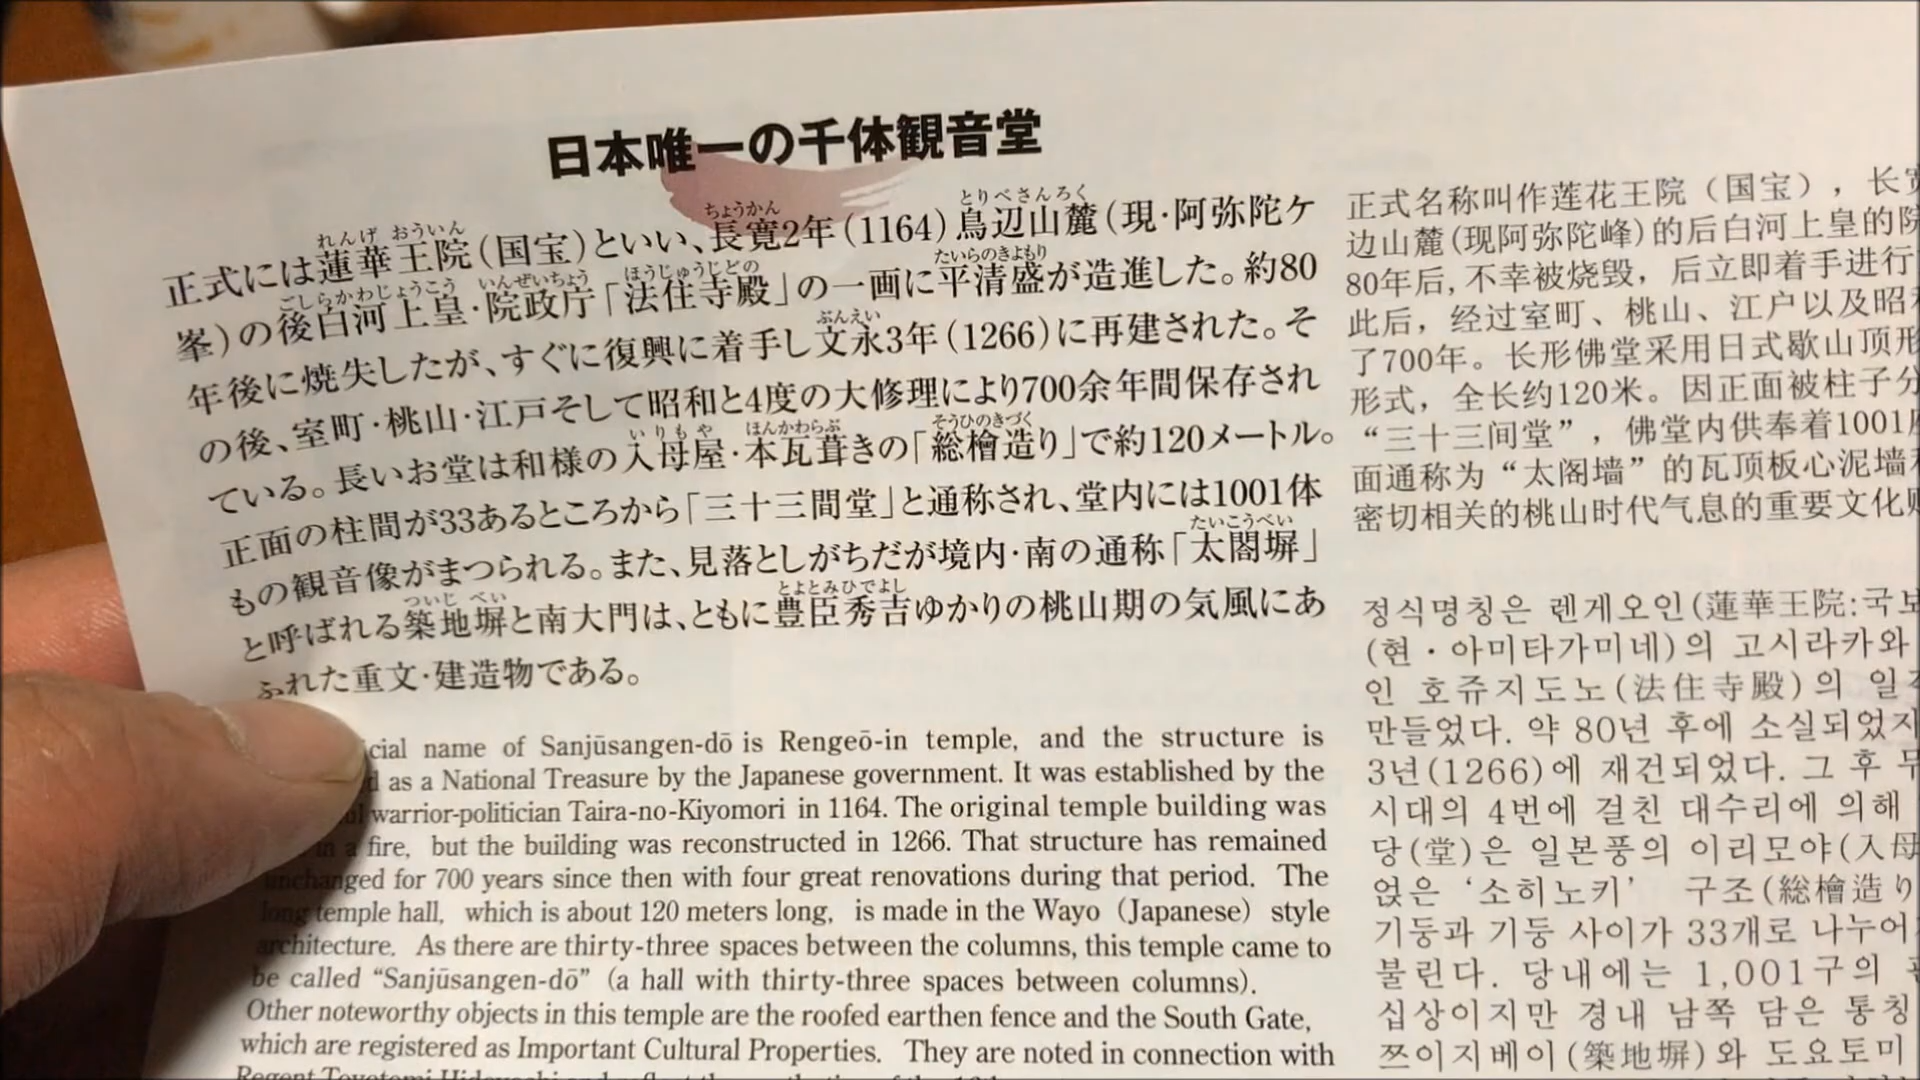 日本唯一の千体観音堂
正式には蓮華王院(国宝)といい、長寛2年(1164)鳥辺山麓(現・阿弥陀ケ
峯)の後白河上皇・院政庁「法住寺殿」の一画に平清盛が造進した。約80
年後に焼失したが、すぐに復興に着手し文永3年(1266)に再建された。そ
の後、室町・桃山・江戸そして昭和と4度の大修理により700余年間保存され
ている。長いお堂は和様の入母屋・本瓦葺きの「総檜造り」で約120メートル。
正面の柱間が33あるところから「三十三間堂」と通称され、堂内には1001体
もの観音像がまつられる。また、見落としがちだが境内・南の通称「太閤塀」
と呼ばれる築地塀と南大門は、ともに豊臣秀吉ゆかりの桃山期の気風にあ
ふれた重文・建造物である。
name of Sanjūsangen-dō is Rengeō-in temple, and the structure is
as a National Treasure by the Japanese government. It was established by the
warrior-politician Taira-no-Kiyomori in 1164. The original temple building was
in a fire, but the building was reconstructed in 1266. That structure has remained
unchanged for 700 years since then with four great renovations during that period. The
long temple hall, which is about 120 meters long, is made in the Wayo (Japanese) style
architecture. As there are thirty-three spaces between the columns, this temple came to
be called “Sanjūsangen-dō” (a hall with thirty-three spaces between columns).
Other noteworthy objects in this temple are the roofed earthen fence and the South Gate,
which are registered as Important Cultural Properties. They are noted in connection with
正式名称叫作莲花王院（国宝），长
边山麓(现阿弥陀峰)的后白河上皇的
80年后,不幸被烧毁，后立即着手进行
此后，经过室町、桃山、江户以及昭
了700年。长形佛堂采用日式歇山顶形
形式，全长约120米。因正面被柱子分
“三十三间堂”，佛堂内供奉着1001
面通称为“太阁墙”的瓦顶板心泥墙
密切相关的桃山时代气息的重要文化
정식명칭은 렌게오인(蓮華王院:국보
(현・아미타가미네)의 고시라카와
인 호쥬지도노(法住寺殿)의 일
만들었다. 약 80년 후에 소실되었지
3년(1266)에 재건되었다. 그 후 무
시대의 4번에 걸친 대수리에 의해
당(堂)은 일본풍의 이리모야(入母
얹은 ‘소히노키’ 구조(総檜造り
기둥과 기둥 사이가 33개로 나누어
불린다. 당내에는 1,001구의
십상이지만 경내 남쪽 담은 통칭
쯔이지베이(築地塀)와 도요토미